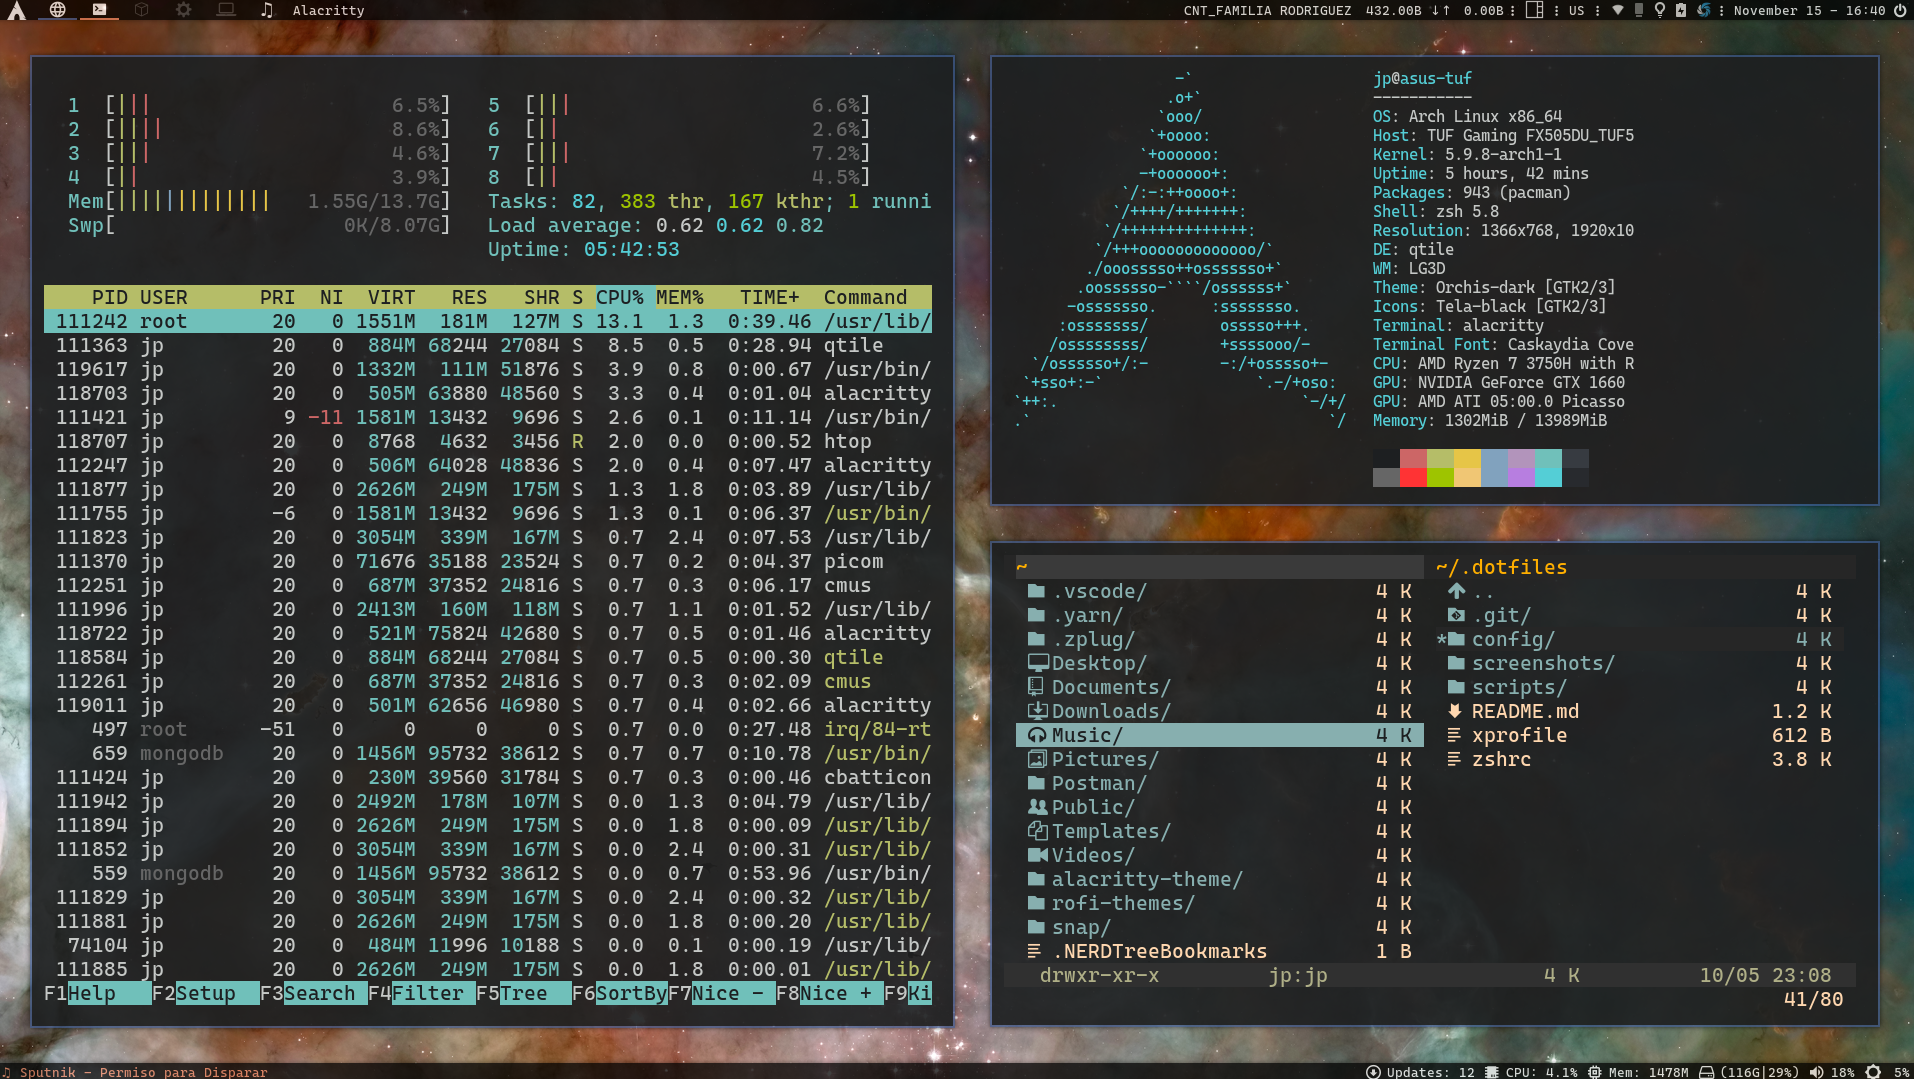 Alacritty
CNT_FAMILIA RODRIGUEZ 432.00B ↓↑ 0.00B
US
November 15 - 16:40
1 [||| 6.5%] 5 [||| 6.6%]
2 [|||| 8.6%] 6 [|| 2.6%]
3 [||| 4.6%] 7 [||| 7.2%]
4 [|| 3.9%] 8 [|| 4.5%]
Mem[||||||||||||| 1.55G/13.7G] Tasks: 82, 383 thr, 167 kthr; 1 runni
Swp[ 0K/8.07G] Load average: 0.62 0.62 0.82
Uptime: 05:42:53
PID USER PRI NI VIRT RES SHR S CPU% MEM% TIME+ Command
111242 root 20 0 1551M 181M 127M S 13.1 1.3 0:39.46 /usr/lib/
111363 jp 20 0 884M 68244 27084 S 8.5 0.5 0:28.94 qtile
119617 jp 20 0 1332M 111M 51876 S 3.9 0.8 0:00.67 /usr/bin/
118703 jp 20 0 505M 63880 48560 S 3.3 0.4 0:01.04 alacritty
111421 jp 9 -11 1581M 13432 9696 S 2.6 0.1 0:11.14 /usr/bin/
118707 jp 20 0 8768 4632 3456 R 2.0 0.0 0:00.52 htop
112247 jp 20 0 506M 64028 48836 S 2.0 0.4 0:07.47 alacritty
111877 jp 20 0 2626M 249M 175M S 1.3 1.8 0:03.89 /usr/lib/
111755 jp -6 0 1581M 13432 9696 S 1.3 0.1 0:06.37 /usr/bin/
111823 jp 20 0 3054M 339M 167M S 0.7 2.4 0:07.53 /usr/lib/
111370 jp 20 0 71676 35188 23524 S 0.7 0.2 0:04.37 picom
112251 jp 20 0 687M 37352 24816 S 0.7 0.3 0:06.17 cmus
111996 jp 20 0 2413M 160M 118M S 0.7 1.1 0:01.52 /usr/lib/
118722 jp 20 0 521M 75824 42680 S 0.7 0.5 0:01.46 alacritty
118584 jp 20 0 884M 68244 27084 S 0.7 0.5 0:00.30 qtile
112261 jp 20 0 687M 37352 24816 S 0.7 0.3 0:02.09 cmus
119011 jp 20 0 501M 62656 46980 S 0.7 0.4 0:02.66 alacritty
497 root -51 0 0 0 0 S 0.7 0.0 0:27.48 irq/84-rt
659 mongodb 20 0 1456M 95732 38612 S 0.7 0.7 0:10.78 /usr/bin/
111424 jp 20 0 230M 39560 31784 S 0.7 0.3 0:00.46 cbatticon
111942 jp 20 0 2492M 178M 107M S 0.0 1.3 0:04.79 /usr/lib/
111894 jp 20 0 2626M 249M 175M S 0.0 1.8 0:00.09 /usr/lib/
111852 jp 20 0 3054M 339M 167M S 0.0 2.4 0:00.31 /usr/lib/
559 mongodb 20 0 1456M 95732 38612 S 0.0 0.7 0:53.96 /usr/bin/
111829 jp 20 0 3054M 339M 167M S 0.0 2.4 0:00.32 /usr/lib/
111881 jp 20 0 2626M 249M 175M S 0.0 1.8 0:00.20 /usr/lib/
74104 jp 20 0 484M 11996 10188 S 0.0 0.1 0:00.19 /usr/lib/
111885 jp 20 0 2626M 249M 175M S 0.0 1.8 0:00.01 /usr/lib/
F1Help F2Setup F3Search F4Filter F5Tree F6SortByF7Nice - F8Nice + F9Ki
-`
.o+`
`ooo/
`+oooo:
`+oooooo:
-+oooooo+:
`/:-:++oooo+:
`/++++/+++++++:
`/++++++++++++++:
`/+++ooooooooooooo/`
./ooosssso++osssssso+`
.oossssso-````/ossssss+`
-osssssso. :ssssssso.
:osssssss/ osssso+++.
/ossssssss/ +ssssooo/-
`/ossssso+/:- -:/+osssso+-
`+sso+:-` `.-/+oso:
`++:. `-/+/
.` `/
jp@asus-tuf
-----------
OS: Arch Linux x86_64
Host: TUF Gaming FX505DU_TUF5
Kernel: 5.9.8-arch1-1
Uptime: 5 hours, 42 mins
Packages: 943 (pacman)
Shell: zsh 5.8
Resolution: 1366x768, 1920x10
DE: qtile
WM: LG3D
Theme: Orchis-dark [GTK2/3]
Icons: Tela-black [GTK2/3]
Terminal: alacritty
Terminal Font: Caskaydia Cove
CPU: AMD Ryzen 7 3750H with R
GPU: NVIDIA GeForce GTX 1660
GPU: AMD ATI 05:00.0 Picasso
Memory: 1302MiB / 13989MiB
~
.vscode/ 4 K
.yarn/ 4 K
.zplug/ 4 K
Desktop/ 4 K
Documents/ 4 K
Downloads/ 4 K
Music/ 4 K
Pictures/ 4 K
Postman/ 4 K
Public/ 4 K
Templates/ 4 K
Videos/ 4 K
alacritty-theme/ 4 K
rofi-themes/ 4 K
snap/ 4 K
.NERDTreeBookmarks 1 B
~/.dotfiles
.. 4 K
.git/ 4 K
*config/ 4 K
screenshots/ 4 K
scripts/ 4 K
README.md 1.2 K
xprofile 612 B
zshrc 3.8 K
drwxr-xr-x jp:jp 4 K 10/05 23:08
41/80
♫ Sputnik - Permiso para Disparar
Updates: 12 CPU: 4.1% Mem: 1478M (116G|29%) 18% 5%